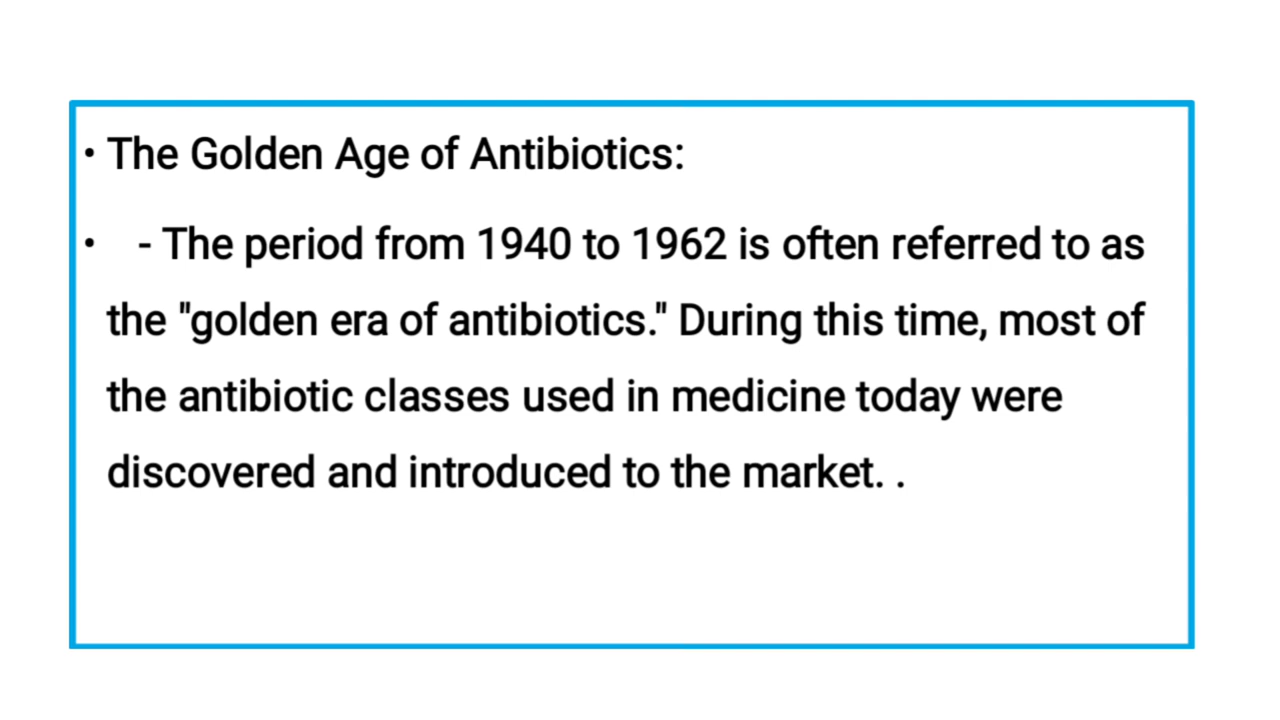 • The Golden Age of Antibiotics:
• - The period from 1940 to 1962 is often referred to as
the "golden era of antibiotics." During this time, most of
the antibiotic classes used in medicine today were
discovered and introduced to the market. .